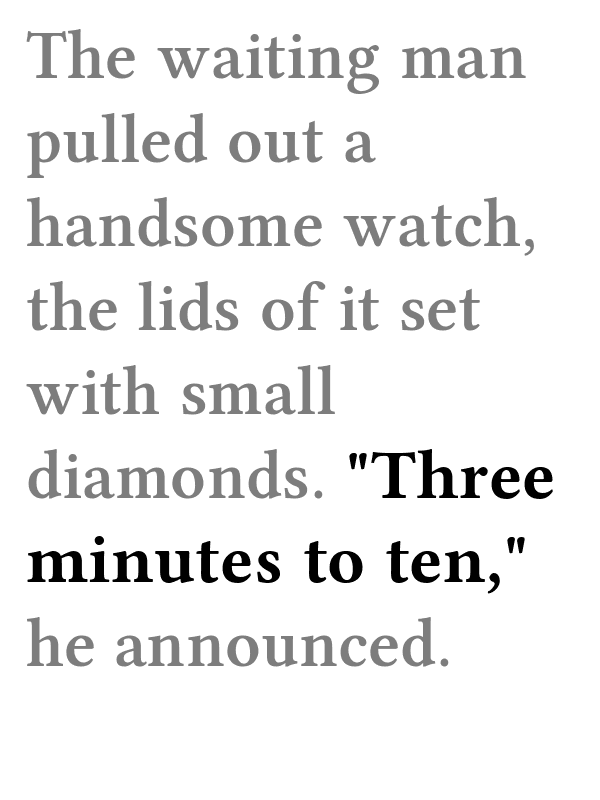 The waiting man
pulled out a
handsome watch,
the lids of it set
with small
diamonds. "Three
minutes to ten,"
he announced.